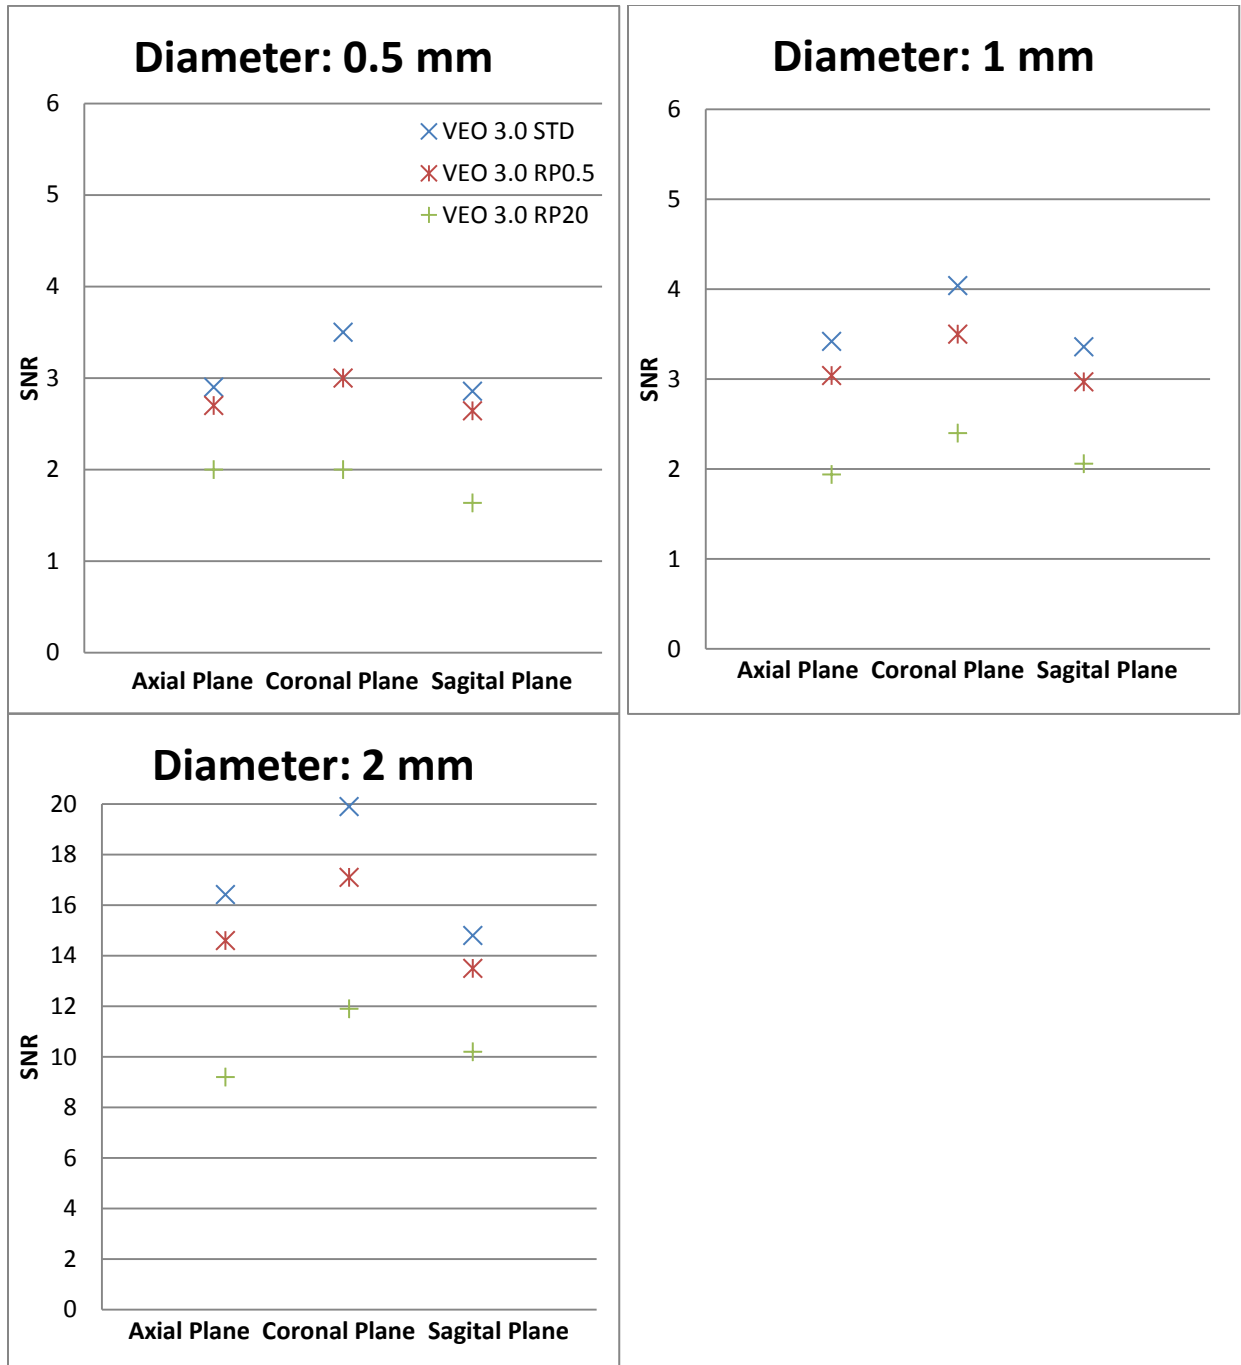 Diameter: 0.5 mm
6
5
4
3
2
1
0
SNR
VEO 3.0 STD
VEO 3.0 RP0.5
VEO 3.0 RP20
Axial Plane Coronal Plane Sagital Plane
Diameter: 1 mm
6
5
4
3
2
1
0
SNR
Axial Plane Coronal Plane Sagital Plane
Diameter: 2 mm
20
18
16
14
12
10
8
6
4
2
0
SNR
Axial Plane Coronal Plane Sagital Plane